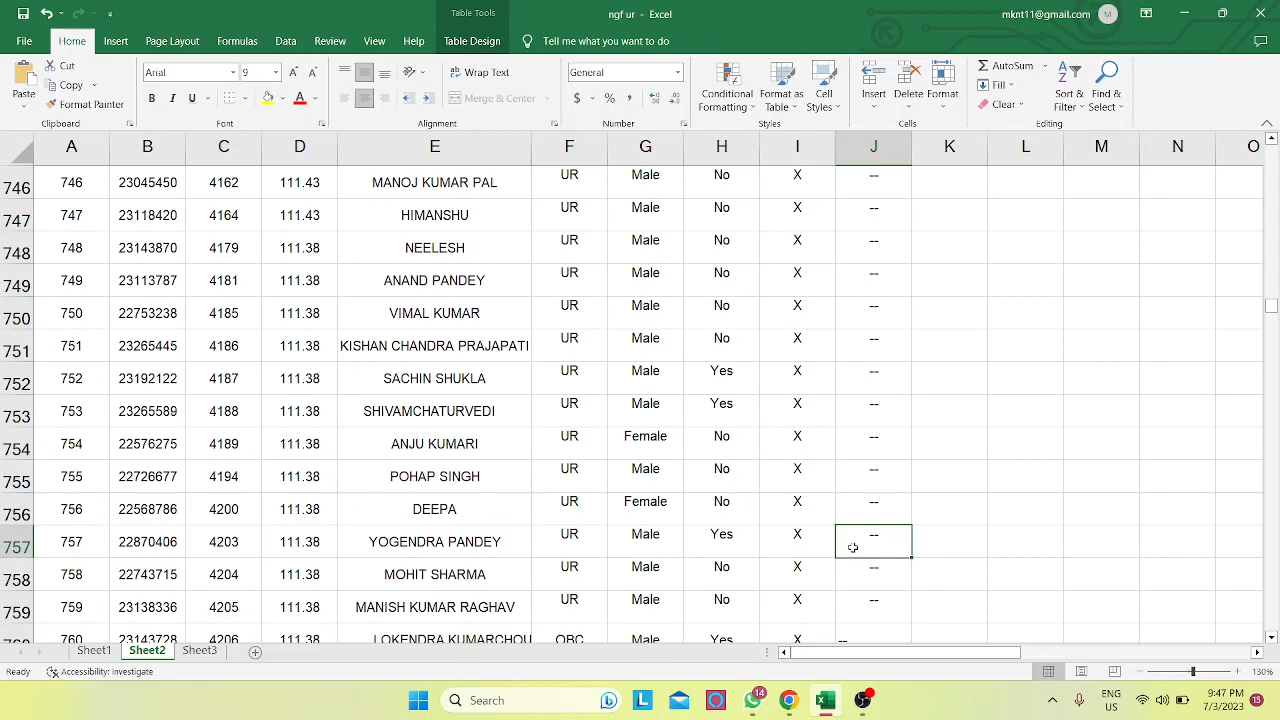 Table Tools
ngf ur - Excel
mknt11@gmail.com M
File Home Insert Page Layout Formulas Data Review View Help Table Design Tell me what you want to do
Paste
Cut
Copy
Format Painter
Clipboard
Arial 9
B I U
Font
Wrap Text
Merge & Center
Alignment
General
$ % ,
Number
Conditional Formatting
Format as Table
Cell Styles
Styles
Insert Delete Format
Cells
AutoSum
Fill
Clear
Sort & Filter
Find & Select
Editing
A B C D E F G H I J K L M N O
746 746 23045450 4162 111.43 MANOJ KUMAR PAL UR Male No X --
747 747 23118420 4164 111.43 HIMANSHU UR Male No X --
748 748 23143870 4179 111.38 NEELESH UR Male No X --
749 749 23113787 4181 111.38 ANAND PANDEY UR Male No X --
750 750 22753238 4185 111.38 VIMAL KUMAR UR Male No X --
751 751 23265445 4186 111.38 KISHAN CHANDRA PRAJAPATI UR Male No X --
752 752 23192122 4187 111.38 SACHIN SHUKLA UR Male Yes X --
753 753 23265589 4188 111.38 SHIVAMCHATURVEDI UR Male Yes X --
754 754 22576275 4189 111.38 ANJU KUMARI UR Female No X --
755 755 22726677 4194 111.38 POHAP SINGH UR Male No X --
756 756 22568786 4200 111.38 DEEPA UR Female No X --
757 757 22870406 4203 111.38 YOGENDRA PANDEY UR Male Yes X --
758 758 22743715 4204 111.38 MOHIT SHARMA UR Male No X --
759 759 23138336 4205 111.38 MANISH KUMAR RAGHAV UR Male No X --
760 760 23143728 4206 111.38 LOKENDRA KUMARCHOU OBC Male Yes X --
Sheet1 Sheet2 Sheet3
Ready Accessibility: Investigate 130%
Search
14
ENG
US
9:47 PM
7/3/2023
15